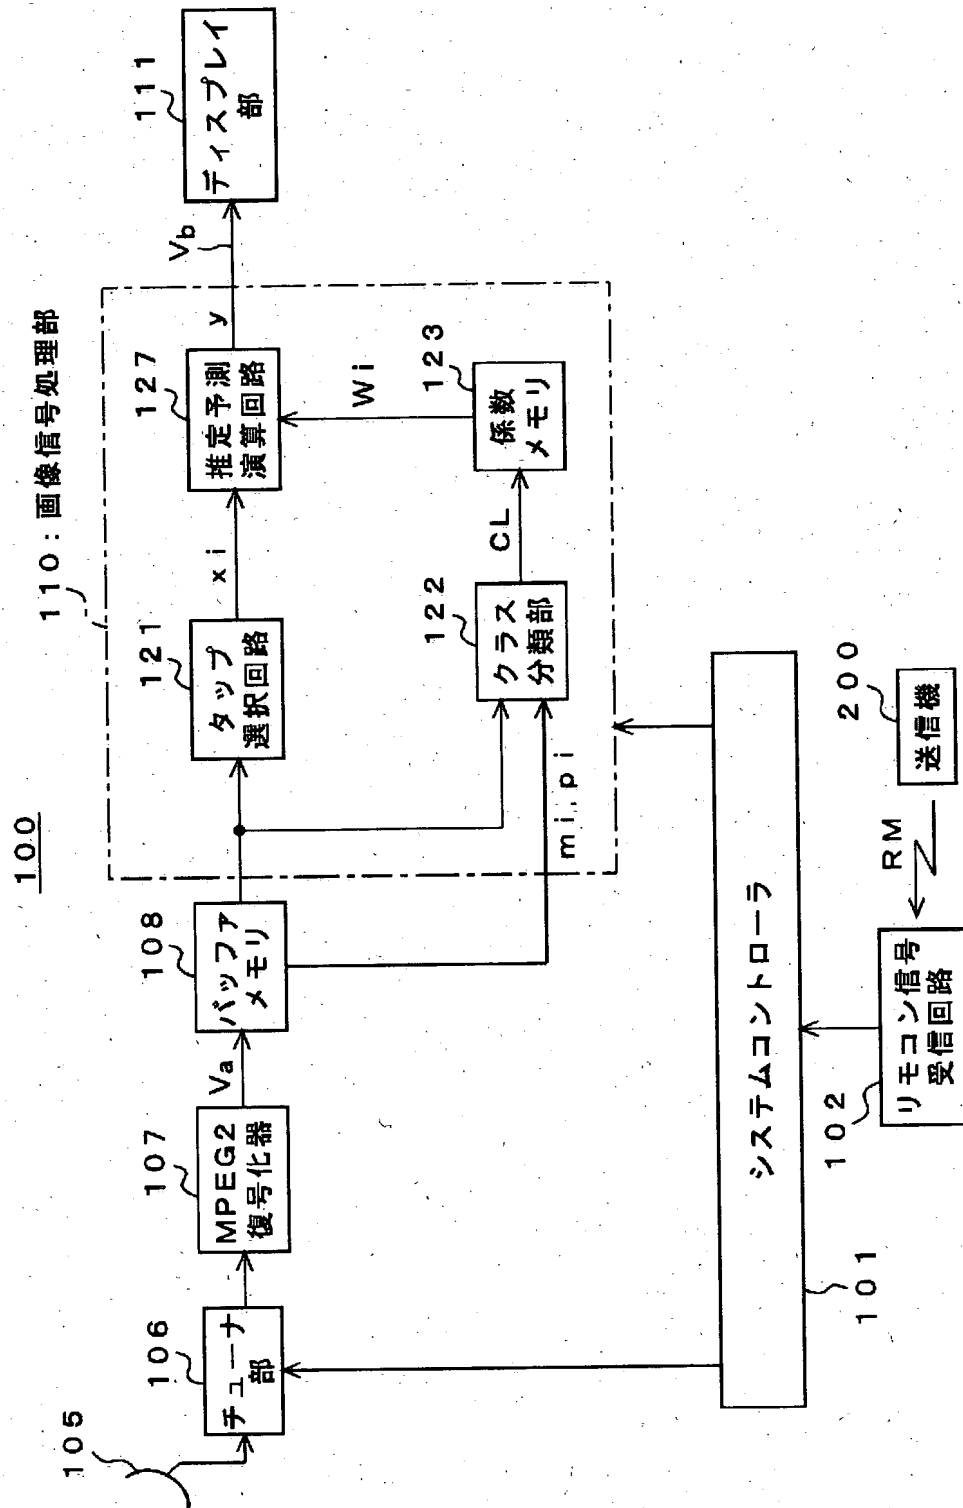 100
110：画像信号処理部
105
106
チューナ
部
107
MPEG2
復号化器
Va
108
バッファ
メモリ
mi, pi
121
タップ
選択回路
xi
127
推定予測
演算回路
y
Vb
111
ディスプレイ
部
122
クラス
分類部
CL
123
係数
メモリ
Wi
101
システムコントローラ
102
リモコン信号
受信回路
RM
200
送信機